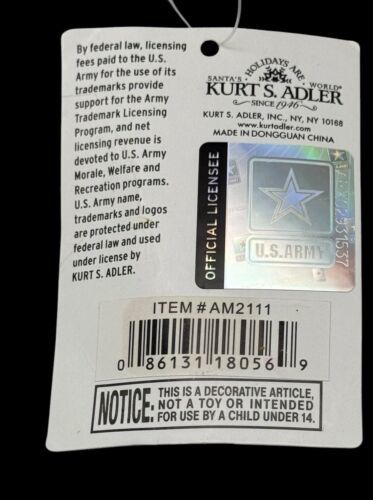 By federal law, licensing
fees paid to the U.S.
Army for the use of its
trademarks provide
support for the Army
Trademark Licensing
Program, and net
licensing revenue is
devoted to U.S. Army
Morale, Welfare and
Recreation programs.
U.S. Army name,
trademarks and logos
are protected under
federal law and used
under license by
KURT S. ADLER.
HOLIDAYS ARE
SANTA'S WORLD®
KURT S. ADLER
SINCE 1946
KURT S. ADLER, INC., NY, NY 10168
www.kurtadler.com
MADE IN DONGGUAN CHINA
OFFICIAL LICENSEE
U.S.ARMY
ITEM # AM2111
0 86131 18056 9
NOTICE: THIS IS A DECORATIVE ARTICLE,
NOT A TOY OR INTENDED
FOR USE BY A CHILD UNDER 14.